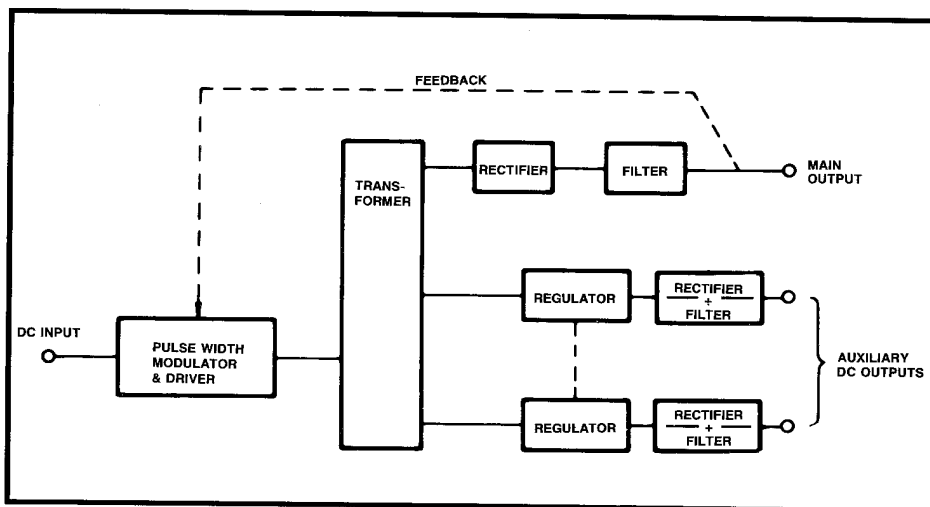 FEEDBACK
RECTIFIER
FILTER
MAIN
OUTPUT
TRANS-
FORMER
REGULATOR
RECTIFIER
+
FILTER
DC INPUT
PULSE WIDTH
MODULATOR
& DRIVER
AUXILIARY
DC OUTPUTS
REGULATOR
RECTIFIER
+
FILTER